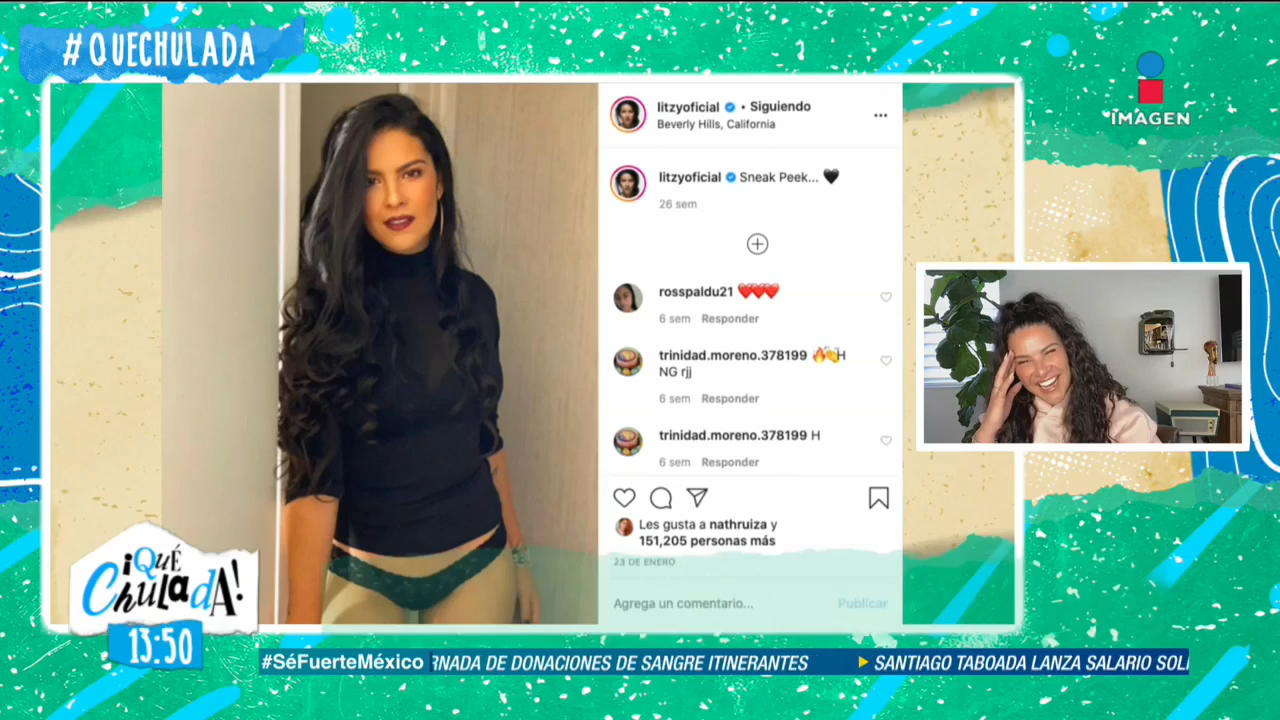 #QUECHULADA
IMAGEN
litzyoficial • Siguiendo
Beverly Hills, California
litzyoficial Sneak Peek... 🖤
26 sem
rosspaldu21 ❤️❤️❤️
6 sem Responder
trinidad.moreno.378199 🔥👏H
NG rjj
6 sem Responder
trinidad.moreno.378199 H
6 sem Responder
Les gusta a nathruiza y
151,205 personas más
23 DE ENERO
Agrega un comentario... Publicar
¡QUÉ
CHULADA!
13:50
#SéFuerteMéxico RNADA DE DONACIONES DE SANGRE ITINERANTES SANTIAGO TABOADA LANZA SALARIO SOLI